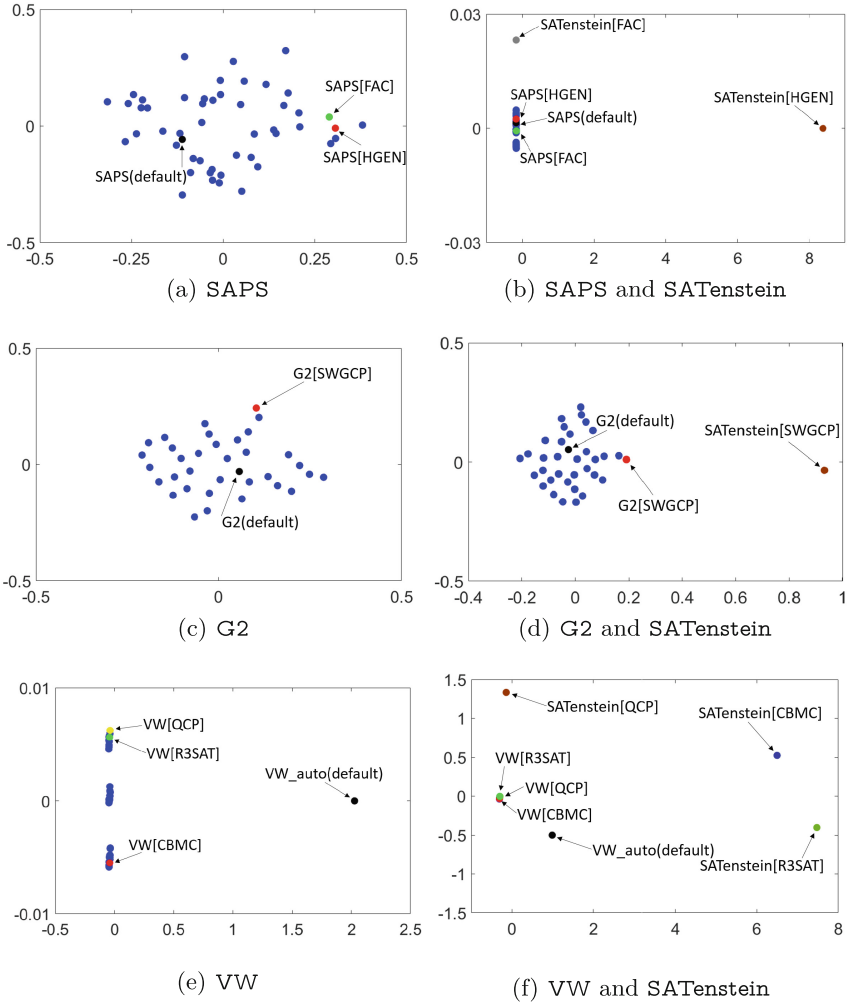 0.5
0
-0.5
-0.5
-0.25
0
0.25
0.5
SAPS[FAC]
SAPS[HGEN]
SAPS(default)
(a) SAPS
0.03
0
-0.03
0
2
4
6
8
SATenstein[FAC]
SAPS[HGEN]
SAPS(default)
SAPS[FAC]
SATenstein[HGEN]
(b) SAPS and SATenstein
0.5
0
-0.5
-0.5
0
0.5
G2[SWGCP]
G2(default)
(c) G2
0.5
0
-0.5
-0.4
-0.2
0
0.2
0.4
0.6
0.8
1
G2(default)
SATenstein[SWGCP]
G2[SWGCP]
(d) G2 and SATenstein
0.01
0
-0.01
-0.5
0
0.5
1
1.5
2
2.5
VW[QCP]
VW[R3SAT]
VW_auto(default)
VW[CBMC]
(e) VW
1.5
1
0.5
0
-0.5
-1
-1.5
0
2
4
6
8
SATenstein[QCP]
SATenstein[CBMC]
VW[R3SAT]
VW[QCP]
VW[CBMC]
VW_auto(default)
SATenstein[R3SAT]
(f) VW and SATenstein